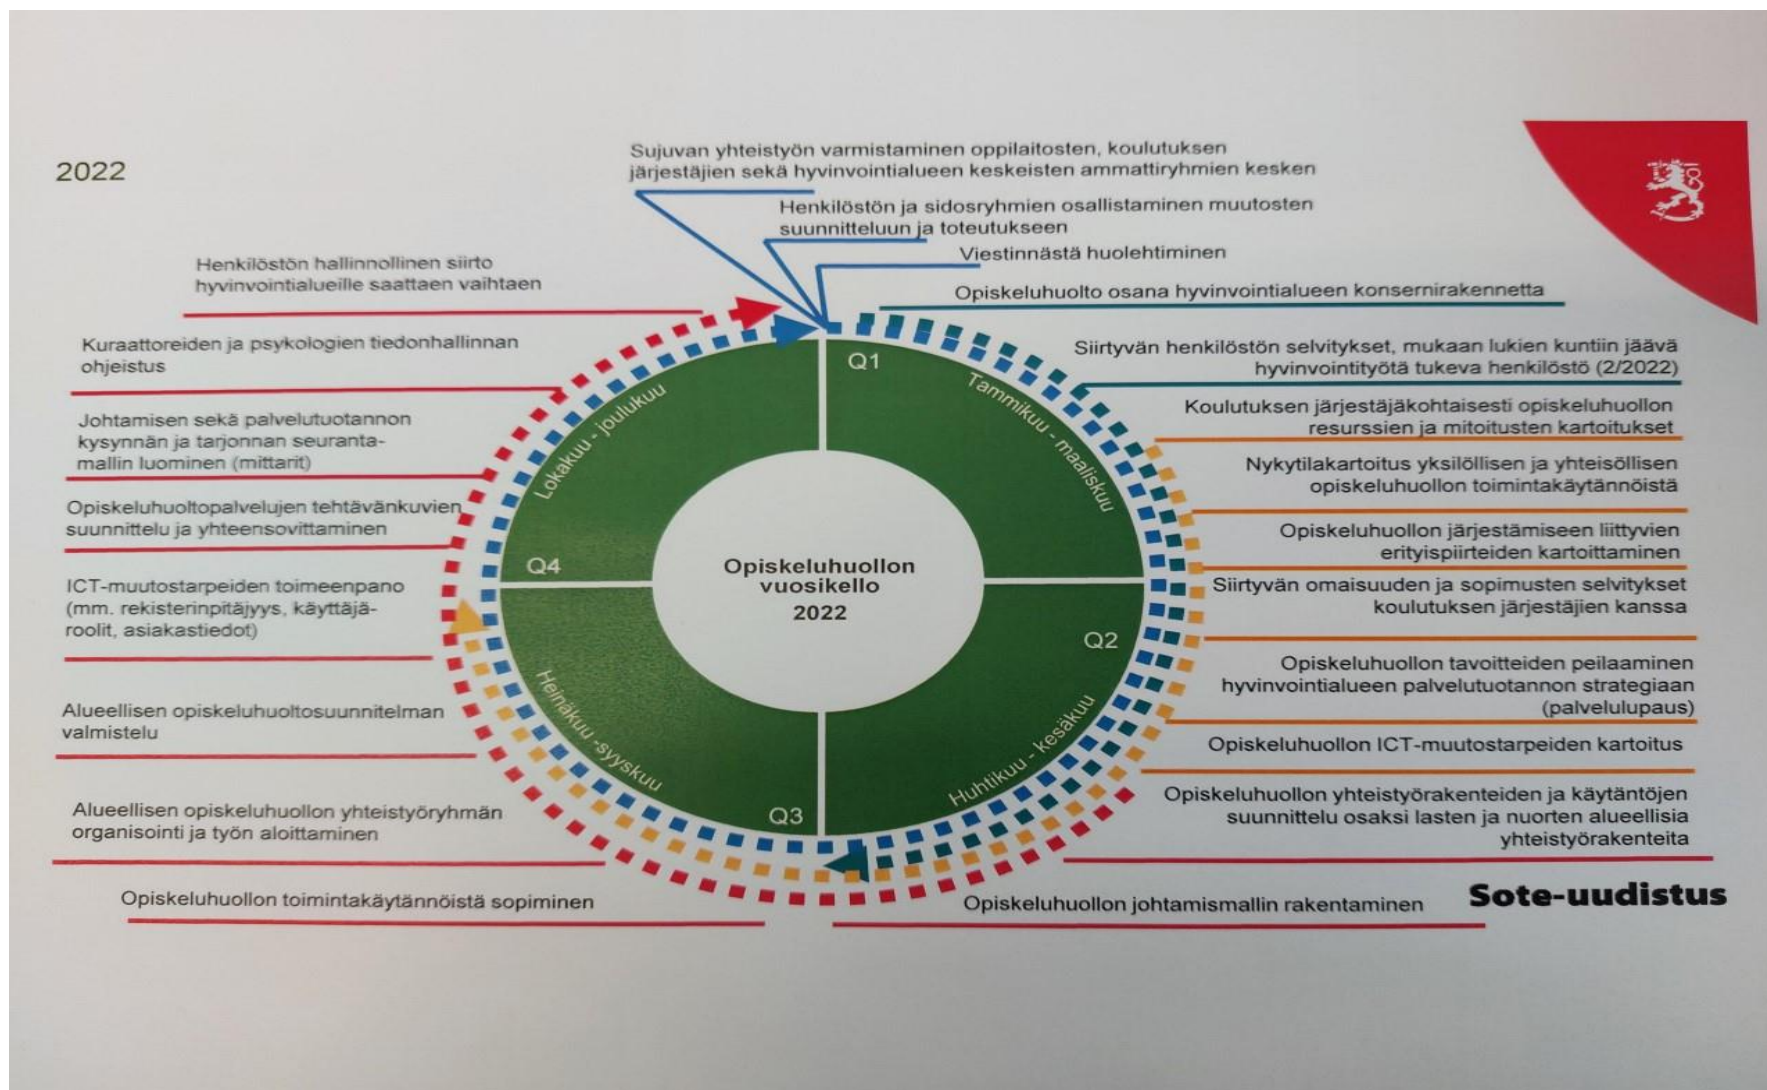 2022
Sujuvan yhteistyön varmistaminen oppilaitosten, koulutuksen
järjestäjien sekä hyvinvointialueen keskeisten ammattiryhmien kesken
Henkilöstön ja sidosryhmien osallistaminen muutosten
suunnitteluun ja toteutukseen
Viestinnästä huolehtiminen
Opiskeluhuolto osana hyvinvointialueen konsernirakennetta
Siirtyvän henkilöstön selvitykset, mukaan lukien kuntiin jäävä
hyvinvointityötä tukeva henkilöstö (2/2022)
Koulutuksen järjestäjäkohtaisesti opiskeluhuollon
resurssien ja mitoitusten kartoitukset
Nykytilakartoitus yksilöllisen ja yhteisöllisen
opiskeluhuollon toimintakäytännöistä
Opiskeluhuollon järjestämiseen liittyvien
erityispiirteiden kartoittaminen
Siirtyvän omaisuuden ja sopimusten selvitykset
koulutuksen järjestäjien kanssa
Opiskeluhuollon tavoitteiden peilaaminen
hyvinvointialueen palvelutuotannon strategiaan
(palvelulupaus)
Opiskeluhuollon ICT-muutostarpeiden kartoitus
Opiskeluhuollon yhteistyörakenteiden ja käytäntöjen
suunnittelu osaksi lasten ja nuorten alueellisia
yhteistyörakenteita
Opiskeluhuollon johtamismallin rakentaminen
Opiskeluhuollon toimintakäytännöistä sopiminen
Alueellisen opiskeluhuollon yhteistyöryhmän
organisointi ja työn aloittaminen
Alueellisen opiskeluhuoltosuunnitelman
valmistelu
ICT-muutostarpeiden toimeenpano
(mm. rekisterinpitäjyys, käyttäjä-
roolit, asiakastiedot)
Opiskeluhuoltopalvelujen tehtävänkuvien
suunnittelu ja yhteensovittaminen
Johtamisen sekä palvelutuotannon
kysynnän ja tarjonnan seuranta-
mallin luominen (mittarit)
Kuraattoreiden ja psykologien tiedonhallinnan
ohjeistus
Henkilöstön hallinnollinen siirto
hyvinvointialueille saattaen vaihtaen
Q1
Tammikuu - maaliskuu
Q2
Huhtikuu - kesäkuu
Q3
Heinäkuu -syyskuu
Q4
Lokakuu - joulukuu
Opiskeluhuollon
vuosikello
2022
Sote-uudistus